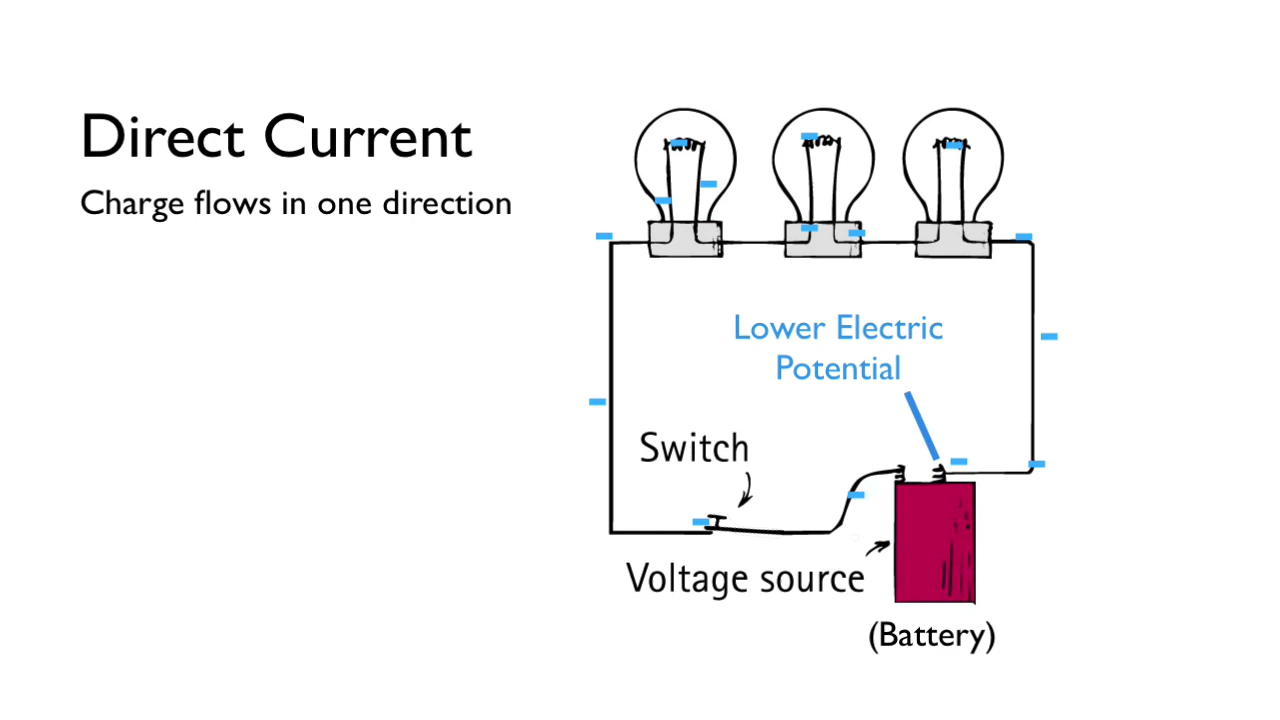 Direct Current
Charge flows in one direction
Lower Electric
Potential
Switch
Voltage source
(Battery)